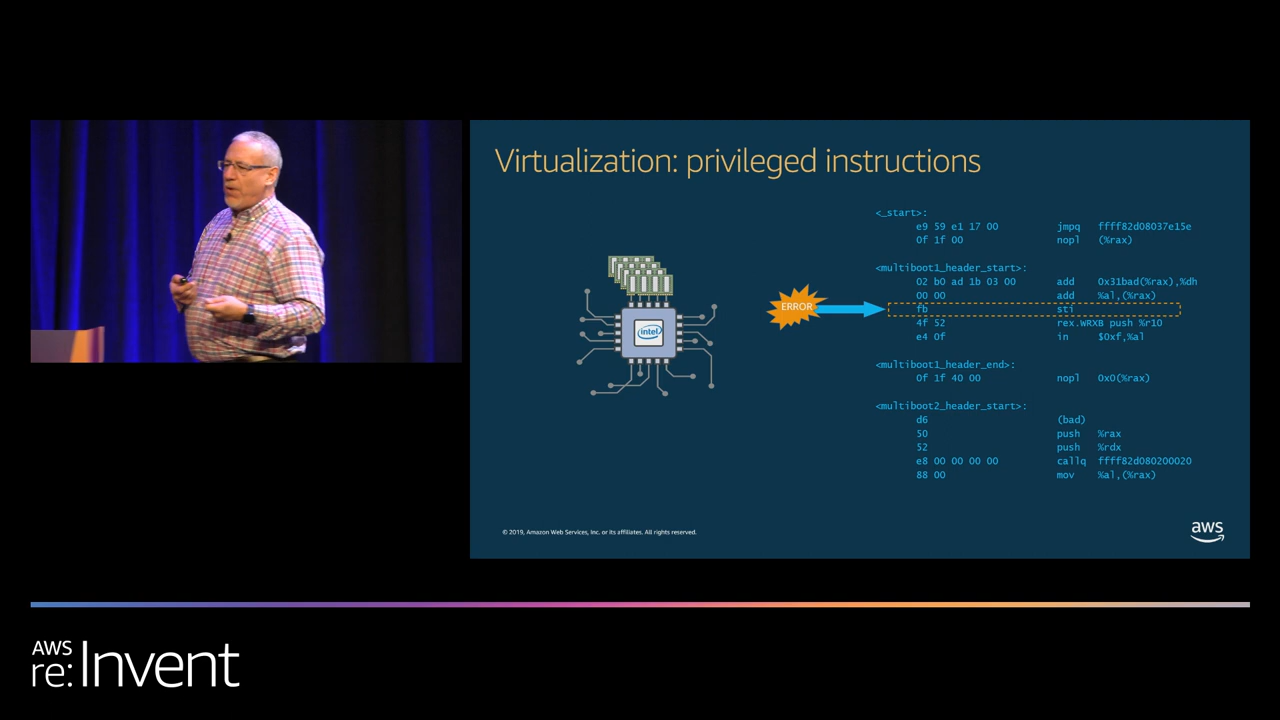 Virtualization: privileged instructions
<_start>:
e9 59 e1 17 00 jmpq ffff82d08037e15e
0f 1f 00 nopl (%rax)
<multiboot1_header_start>:
02 b0 ad 1b 03 00 add 0x31bad(%rax),%dh
00 00 add %al,(%rax)
ERROR
fb sti
4f 52 rex.WRXB push %r10
e4 0f in $0xf,%al
intel
<multiboot1_header_end>:
0f 1f 40 00 nopl 0x0(%rax)
<multiboot2_header_start>:
d6 (bad)
50 push %rax
52 push %rdx
e8 00 00 00 00 callq ffff82d080200020
88 00 mov %al,(%rax)
© 2019, Amazon Web Services, Inc. or its affiliates. All rights reserved.
aws
AWS
re:Invent